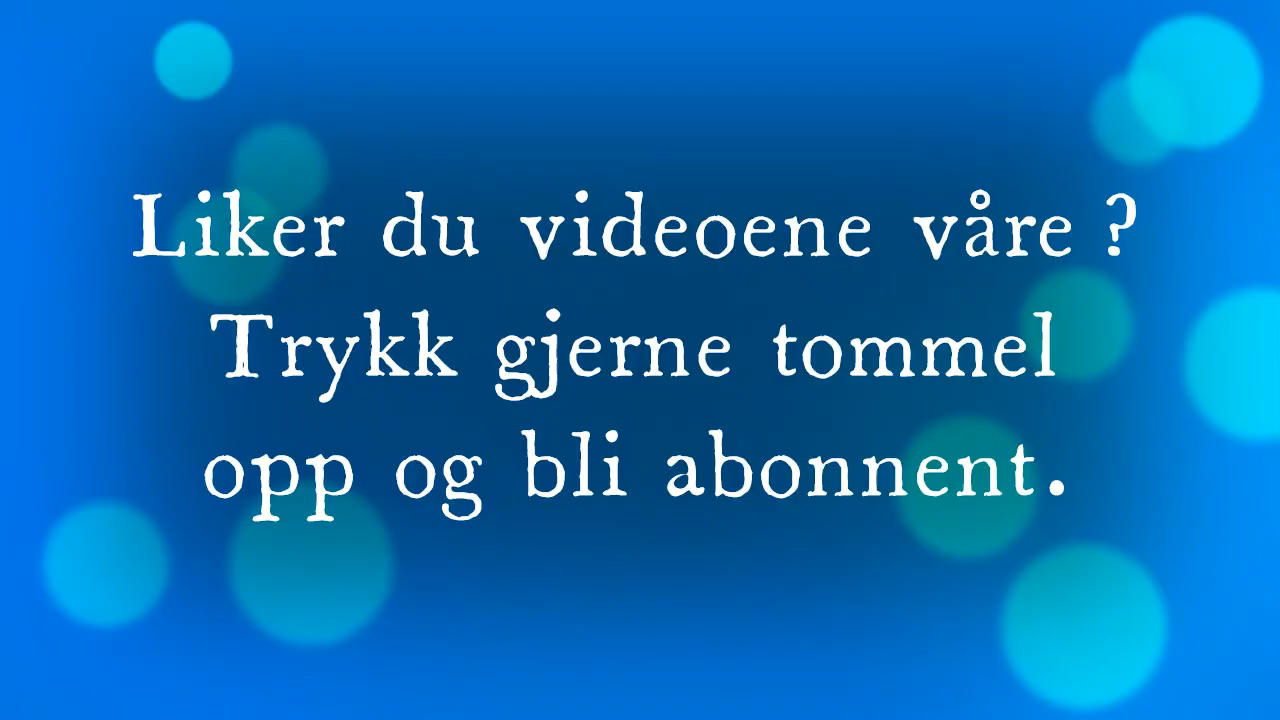 Liker du videoene våre ?
Trykk gjerne tommel
opp og bli abonnent.